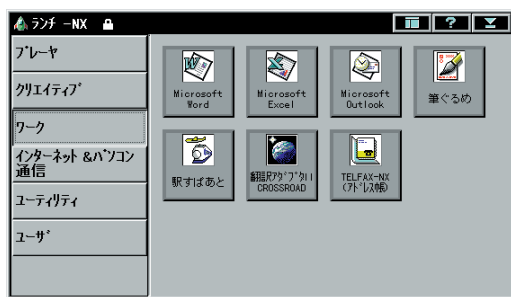 ﾗﾝﾁ -NX
?
ﾌﾟﾚｰﾔ
ｸﾘｴｲﾃｨﾌﾞ
ﾜｰｸ
ｲﾝﾀｰﾈｯﾄ &ﾊﾟｿｺﾝ
通信
ﾕｰﾃｨﾘﾃｨ
ﾕｰｻﾞ
Microsoft
Word
Microsoft
Excel
Microsoft
Outlook
筆ぐるめ
駅すぱあと
翻訳ｱﾀﾞﾌﾟﾀII
CROSSROAD
TELFAX-NX
(ｱﾄﾞﾚｽ帳)